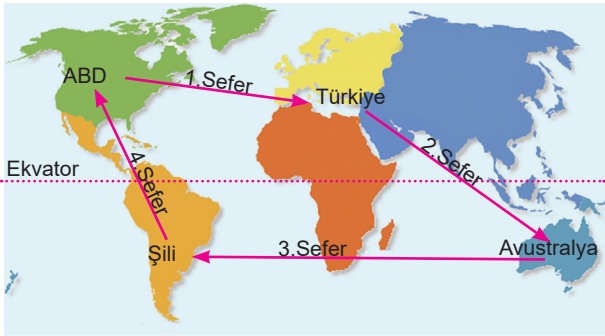 ABD
1.Sefer
Türkiye
2.Sefer
Ekvator
4.Sefer
Şili
3.Sefer
Avustralya